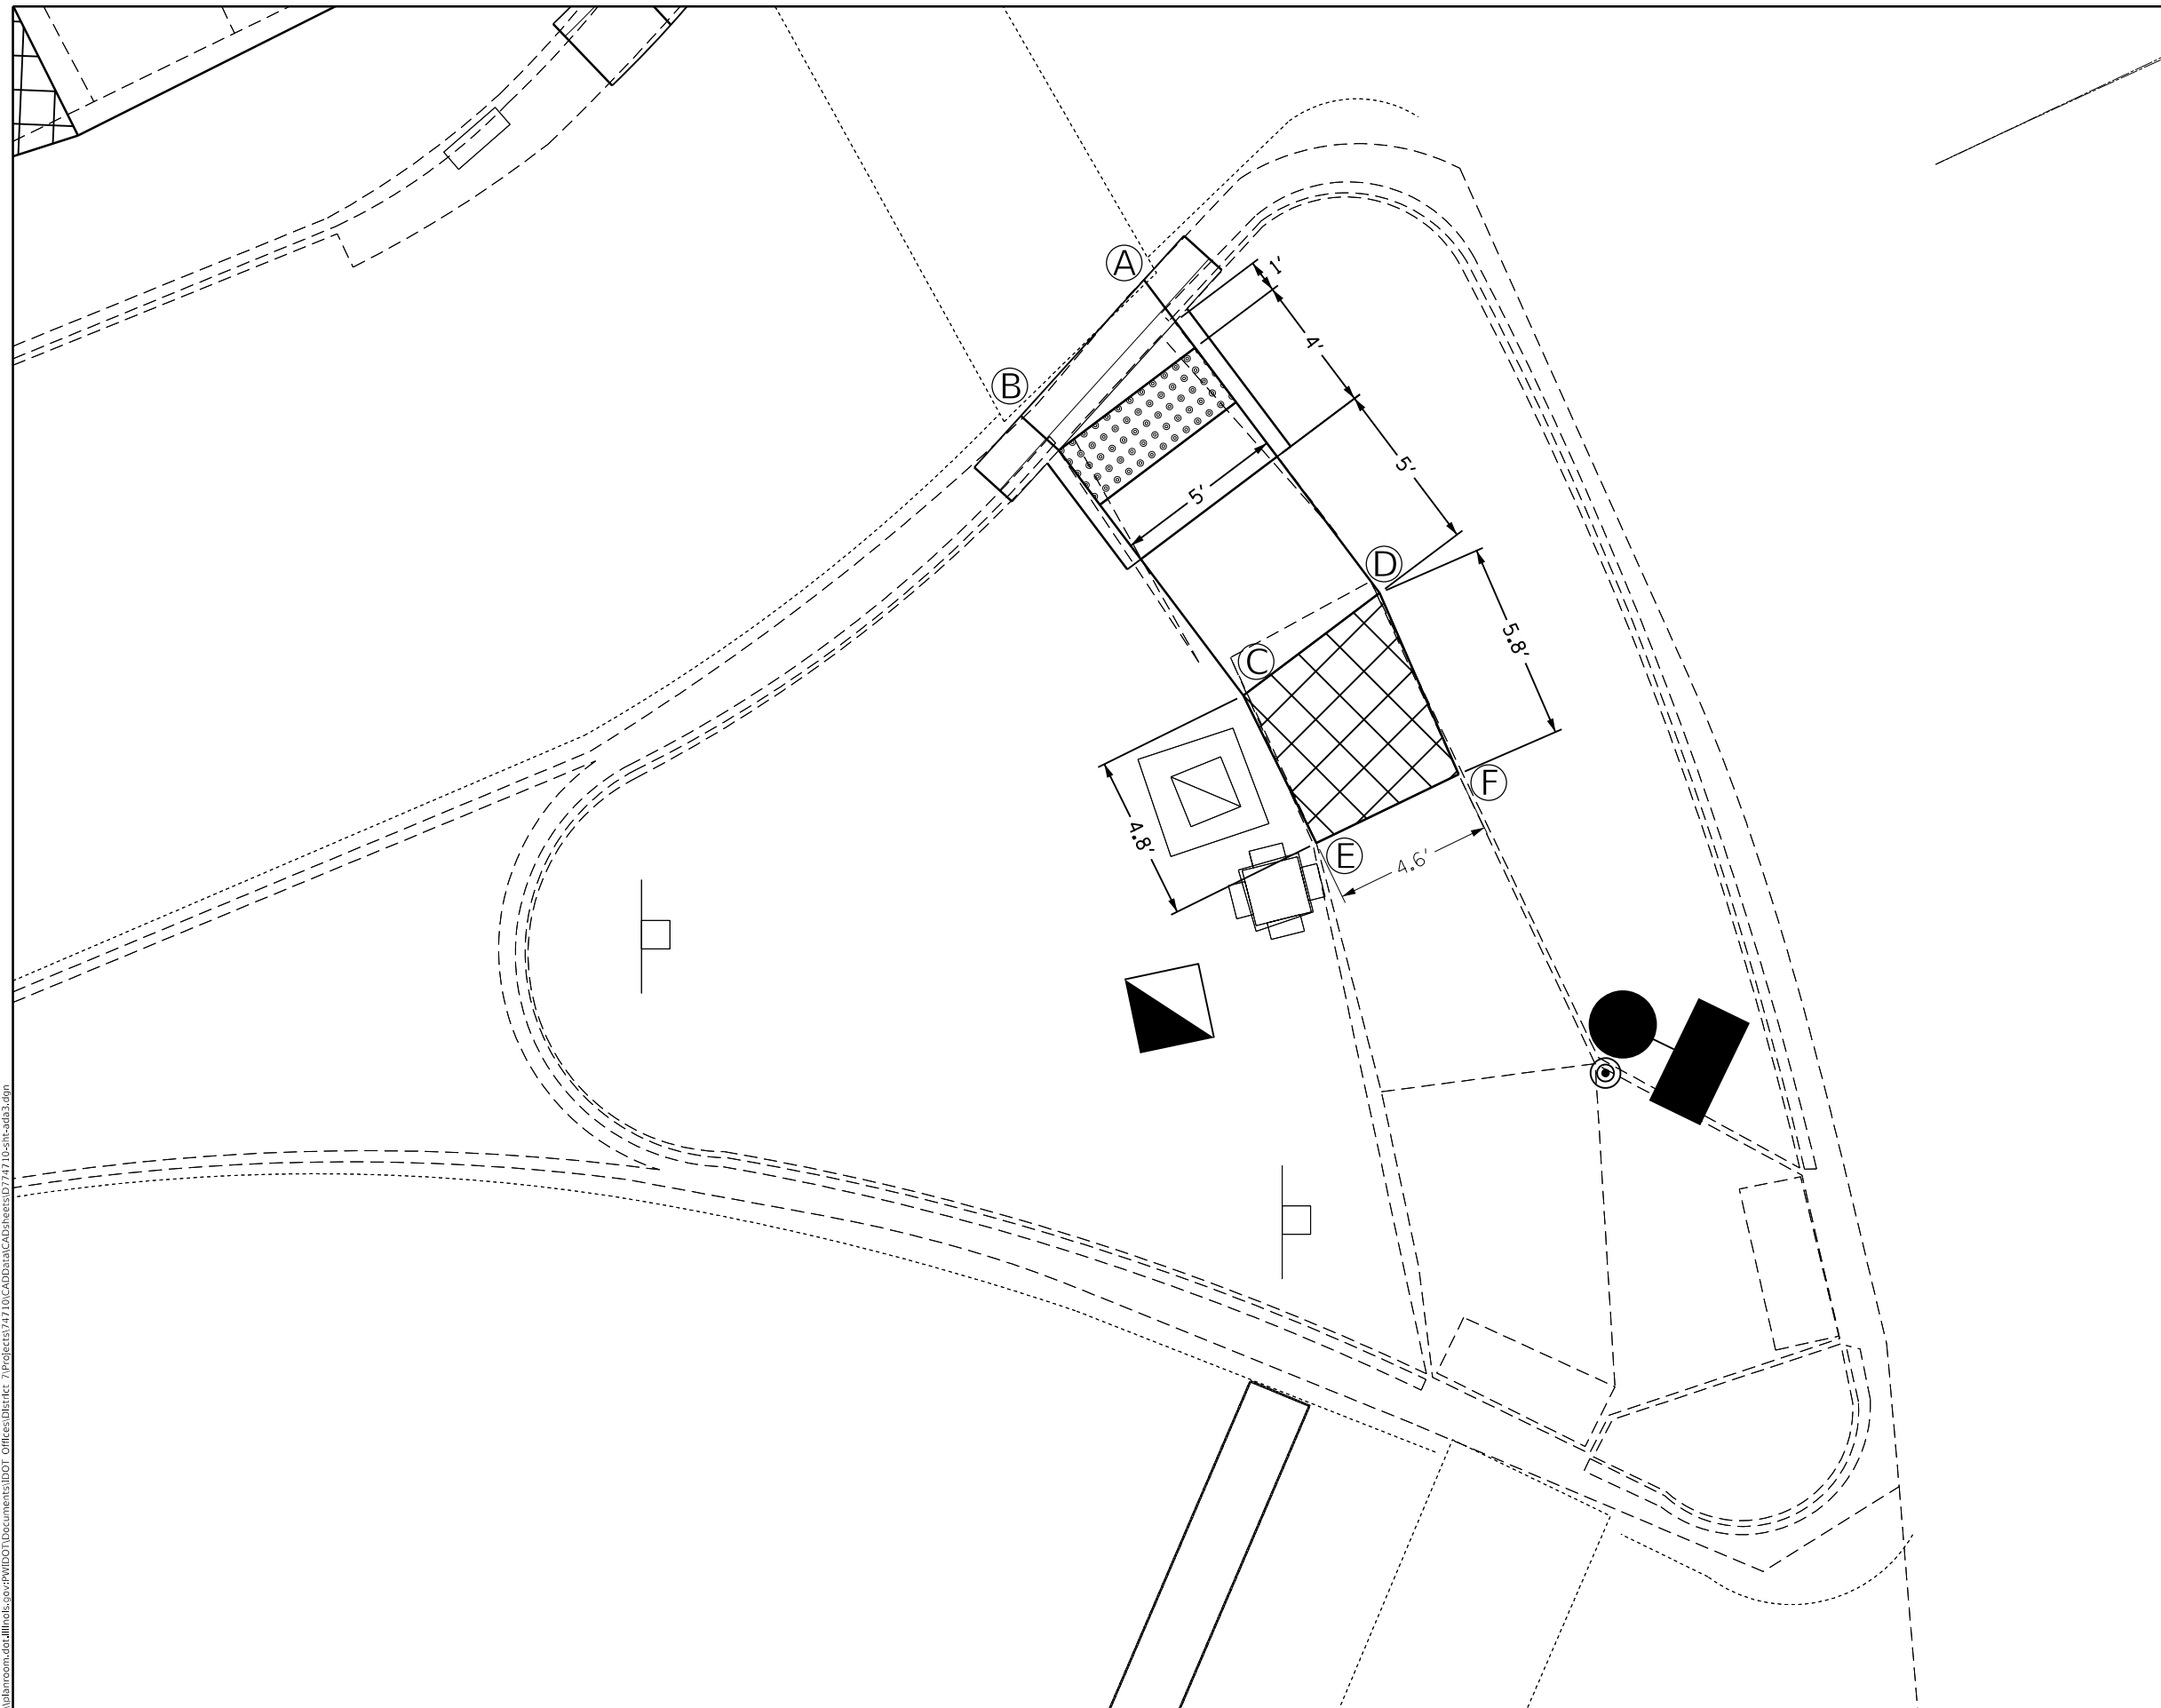 A
1'
4'
B
5'
5'
D
C
5.8'
F
4.8'
E
4.6'
\\planroom.dot.illinois.gov:PWIDOT\Documents\IDOT Offices\District 7\Projects\74710\CADData\CADsheets\D774710-sht-ada3.dgn